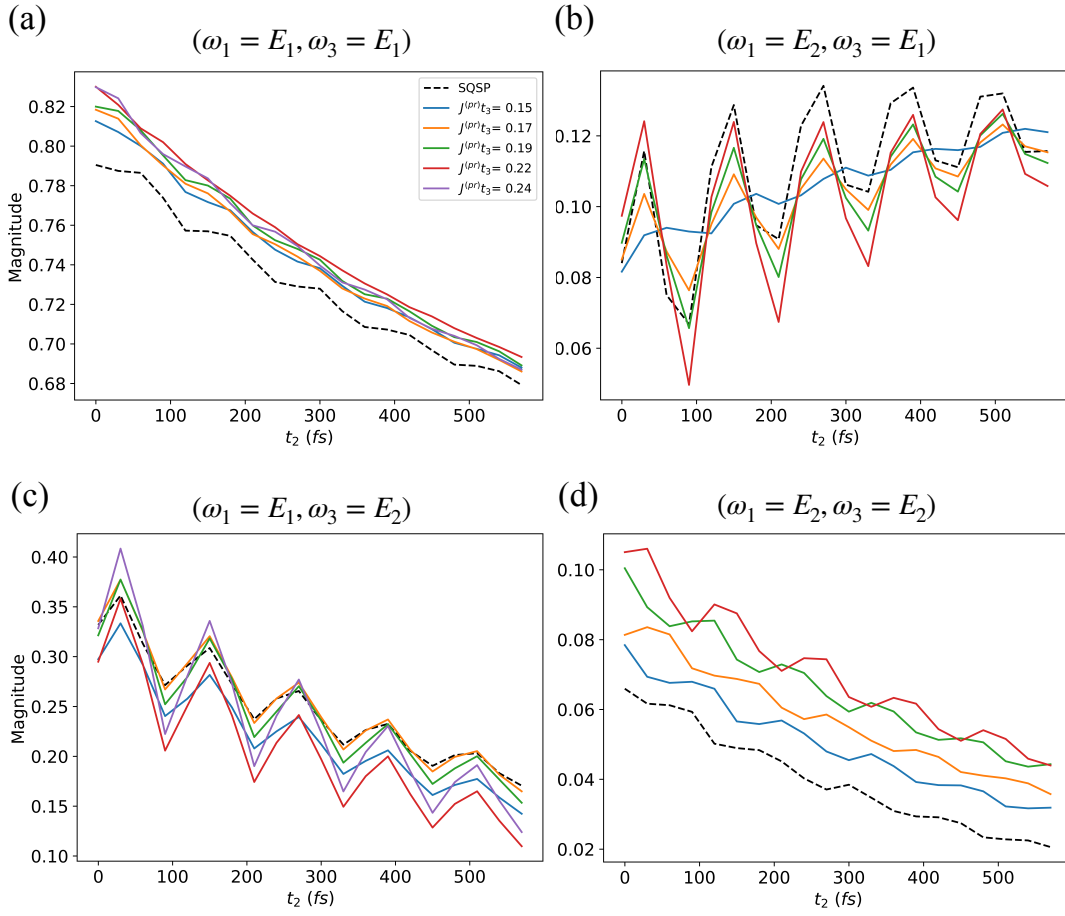 (a)
(ω₁ = E₁, ω₃ = E₁)
Magnitude
0.82
0.80
0.78
0.76
0.74
0.72
0.70
0.68
SQSP
J⁽ᵖʳ⁾t₃= 0.15
J⁽ᵖʳ⁾t₃= 0.17
J⁽ᵖʳ⁾t₃= 0.19
J⁽ᵖʳ⁾t₃= 0.22
J⁽ᵖʳ⁾t₃= 0.24
0 100 200 300 400 500
t₂ (fs)
(b)
(ω₁ = E₂, ω₃ = E₁)
0.12
0.10
0.08
0.06
0 100 200 300 400 500
t₂ (fs)
(c)
(ω₁ = E₁, ω₃ = E₂)
Magnitude
0.40
0.35
0.30
0.25
0.20
0.15
0.10
0 100 200 300 400 500
t₂ (fs)
(d)
(ω₁ = E₂, ω₃ = E₂)
0.10
0.08
0.06
0.04
0.02
0 100 200 300 400 500
t₂ (fs)